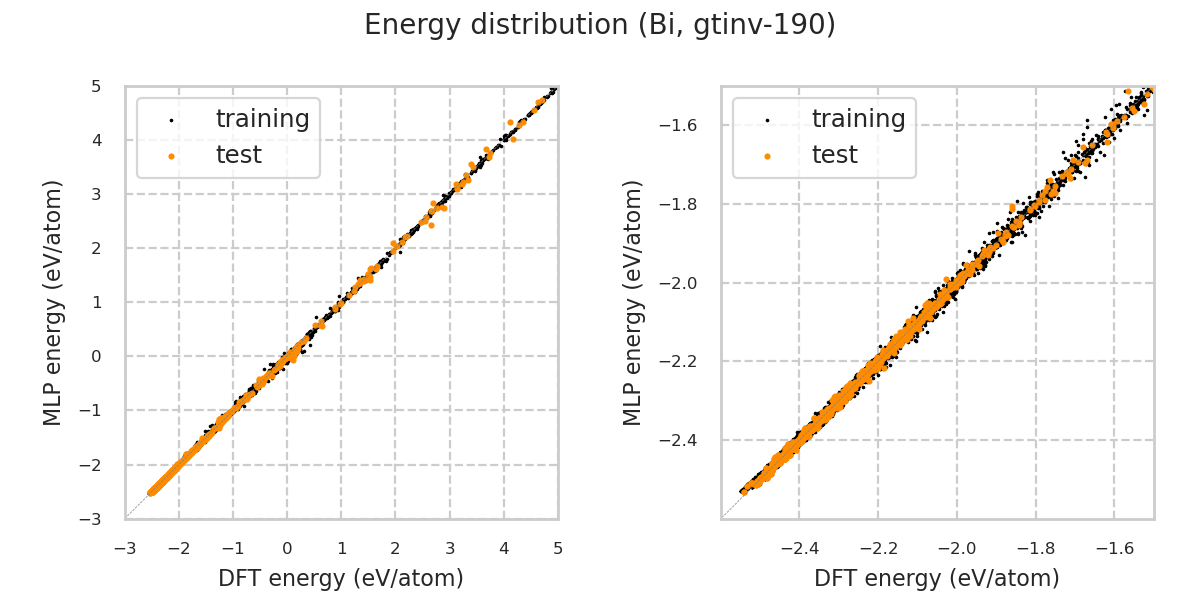 Energy distribution (Bi, gtinv-190)
MLP energy (eV/atom)
5
4
3
2
1
0
−1
−2
−3
training
test
−3 −2 −1 0 1 2 3 4 5
DFT energy (eV/atom)
MLP energy (eV/atom)
−1.6
−1.8
−2.0
−2.2
−2.4
training
test
−2.4 −2.2 −2.0 −1.8 −1.6
DFT energy (eV/atom)